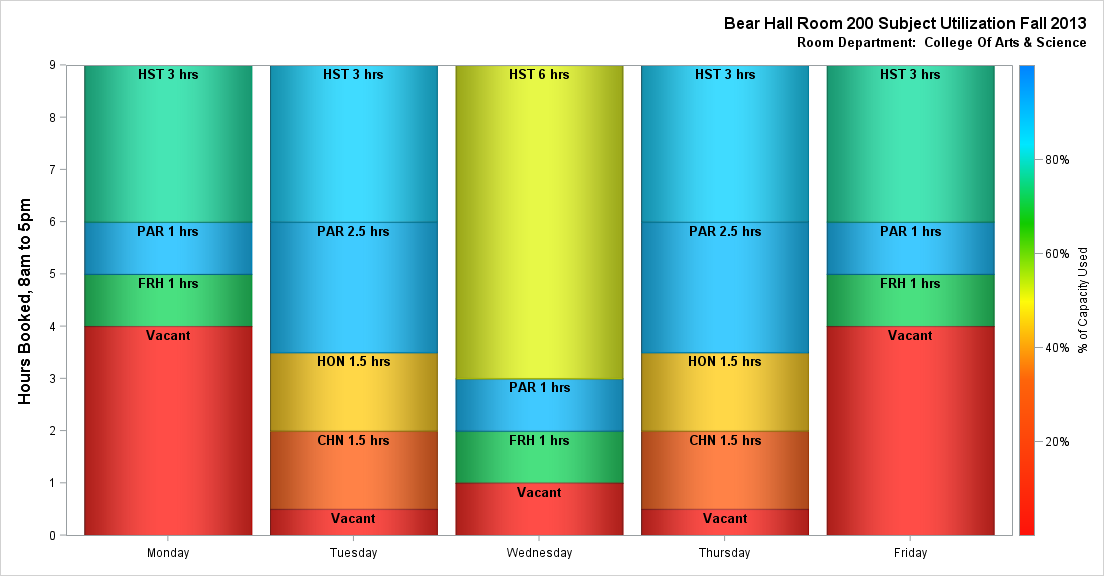 Bear Hall Room 200 Subject Utilization Fall 2013
Room Department:  College Of Arts & Science
Hours Booked, 8am to 5pm
9
8
7
6
5
4
3
2
1
0
HST 3 hrs
PAR 1 hrs
FRH 1 hrs
Vacant
HST 3 hrs
PAR 2.5 hrs
HON 1.5 hrs
CHN 1.5 hrs
Vacant
HST 6 hrs
PAR 1 hrs
FRH 1 hrs
Vacant
HST 3 hrs
PAR 2.5 hrs
HON 1.5 hrs
CHN 1.5 hrs
Vacant
HST 3 hrs
PAR 1 hrs
FRH 1 hrs
Vacant
Monday
Tuesday
Wednesday
Thursday
Friday
80%
60%
40%
20%
% of Capacity Used